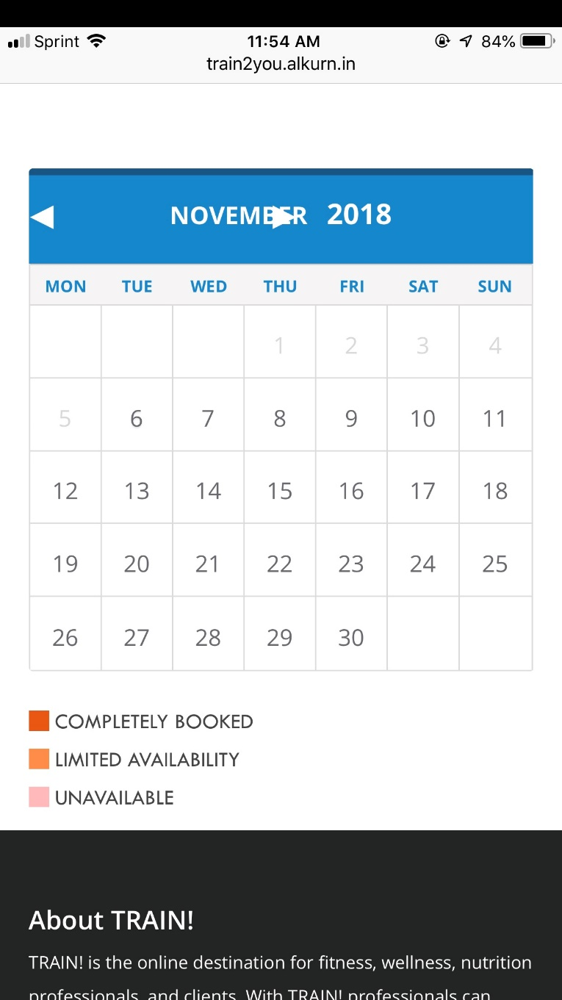 Sprint 11:54 AM 84%
train2you.alkurn.in
NOVEMBER 2018
MON TUE WED THU FRI SAT SUN
1 2 3 4
5 6 7 8 9 10 11
12 13 14 15 16 17 18
19 20 21 22 23 24 25
26 27 28 29 30
COMPLETELY BOOKED
LIMITED AVAILABILITY
UNAVAILABLE
About TRAIN!
TRAIN! is the online destination for fitness, wellness, nutrition
professionals, and clients. With TRAIN! professionals can